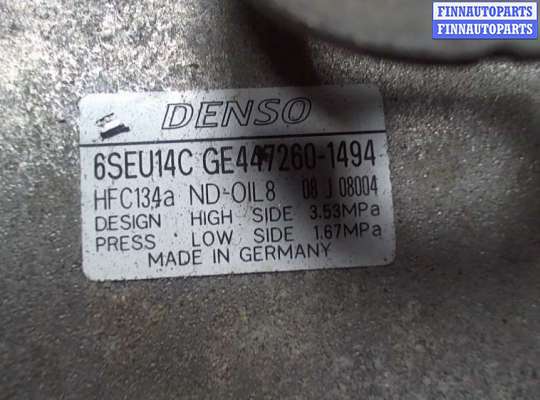 FINNAUTOPARTS
FINNAUTOPARTS
DENSO
6SEU14C GE447260-1494
HFC134a ND-OIL8 08 J 08004
DESIGN HIGH SIDE 3.53MPa
PRESS LOW SIDE 1.67MPa
MADE IN GERMANY